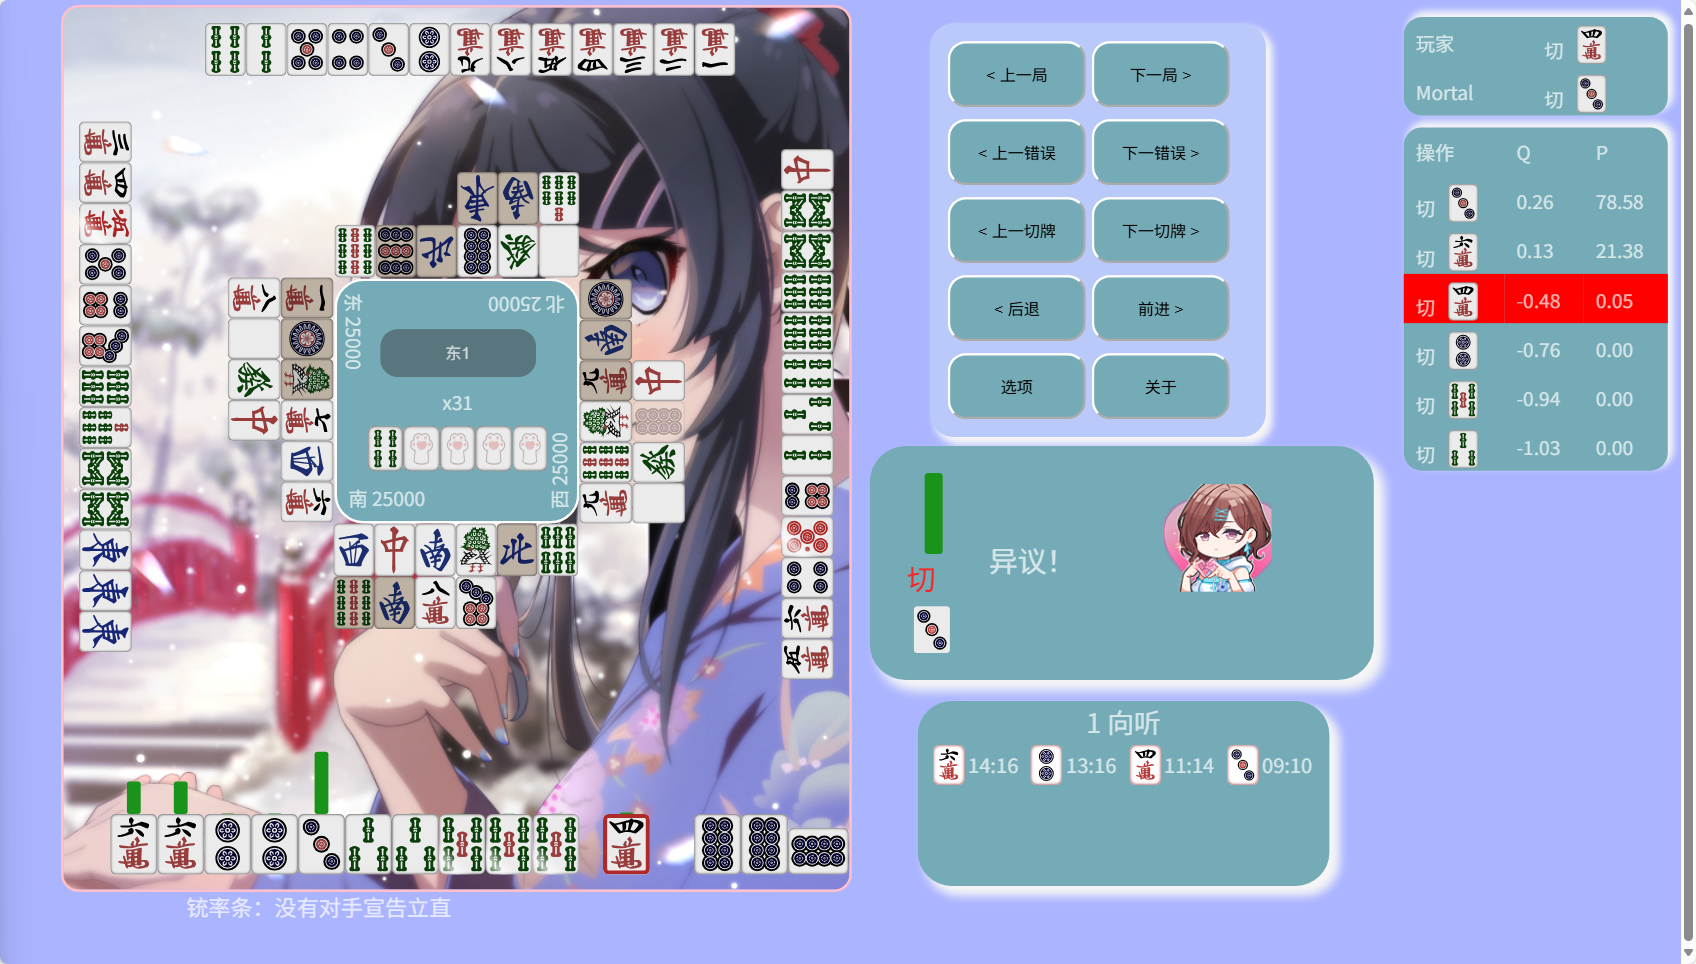 < 上一局
下一局 >
< 上一错误
下一错误 >
< 上一切牌
下一切牌 >
< 后退
前进 >
选项
关于
玩家
切
Mortal
切
操作 Q P
切 0.26 78.58
切 0.13 21.38
切 -0.48 0.05
切 -0.76 0.00
切 -0.94 0.00
切 -1.03 0.00
东 25000
北 25000
东1
x31
南 25000
西 25000
切
异议！
1 向听
14:16
13:16
11:14
09:10
铳率条：没有对手宣告立直